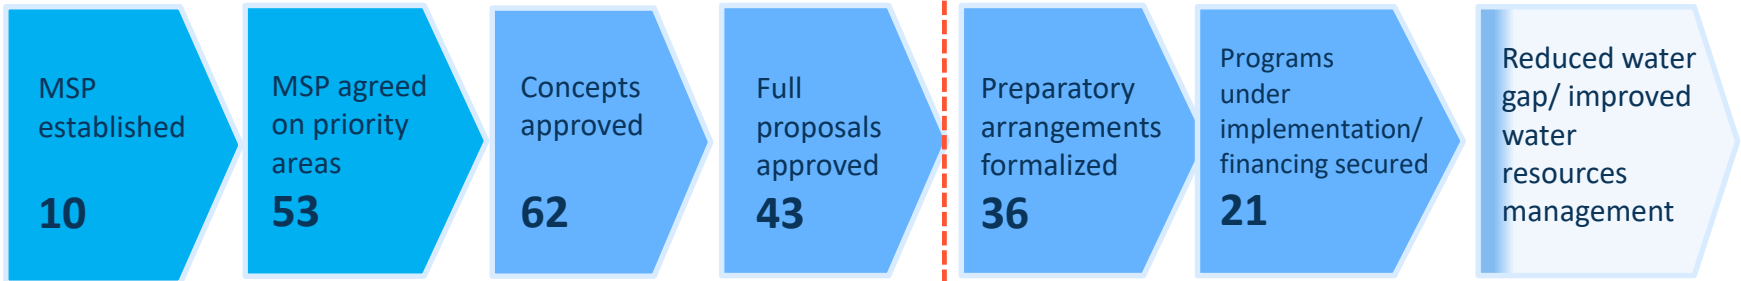 MSP
established
10
MSP agreed
on priority
areas
53
Concepts
approved
62
Full
proposals
approved
43
Preparatory
arrangements
formalized
36
Programs
under
implementation/
financing secured
21
Reduced water
gap/ improved
water
resources
management